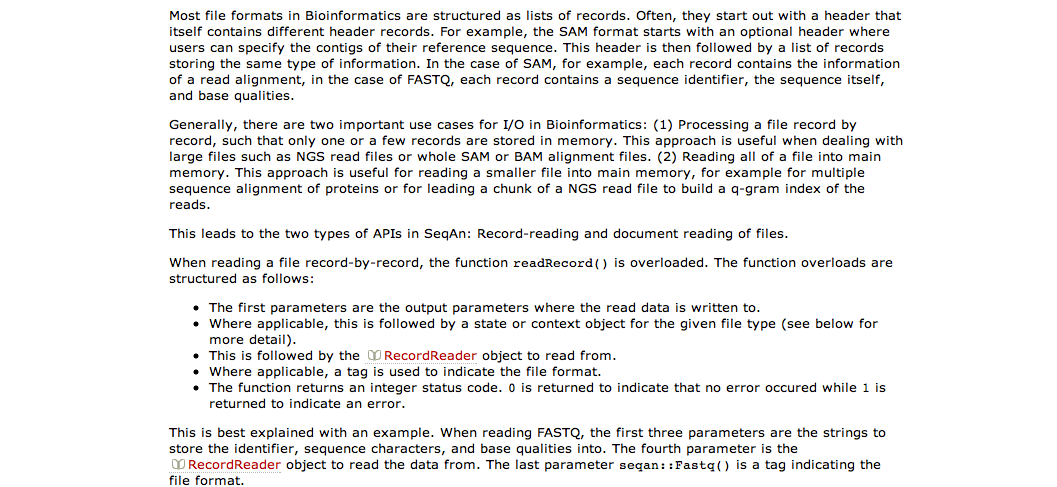 Most file formats in Bioinformatics are structured as lists of records. Often, they start out with a header that
itself contains different header records. For example, the SAM format starts with an optional header where
users can specify the contigs of their reference sequence. This header is then followed by a list of records
storing the same type of information. In the case of SAM, for example, each record contains the information
of a read alignment, in the case of FASTQ, each record contains a sequence identifier, the sequence itself,
and base qualities.
Generally, there are two important use cases for I/O in Bioinformatics: (1) Processing a file record by
record, such that only one or a few records are stored in memory. This approach is useful when dealing with
large files such as NGS read files or whole SAM or BAM alignment files. (2) Reading all of a file into main
memory. This approach is useful for reading a smaller file into main memory, for example for multiple
sequence alignment of proteins or for leading a chunk of a NGS read file to build a q-gram index of the
reads.
This leads to the two types of APIs in SeqAn: Record-reading and document reading of files.
When reading a file record-by-record, the function readRecord() is overloaded. The function overloads are
structured as follows:
• The first parameters are the output parameters where the read data is written to.
• Where applicable, this is followed by a state or context object for the given file type (see below for
more detail).
• This is followed by the RecordReader object to read from.
• Where applicable, a tag is used to indicate the file format.
• The function returns an integer status code. 0 is returned to indicate that no error occured while 1 is
returned to indicate an error.
This is best explained with an example. When reading FASTQ, the first three parameters are the strings to
store the identifier, sequence characters, and base qualities into. The fourth parameter is the
RecordReader object to read the data from. The last parameter seqan::Fastq() is a tag indicating the
file format.